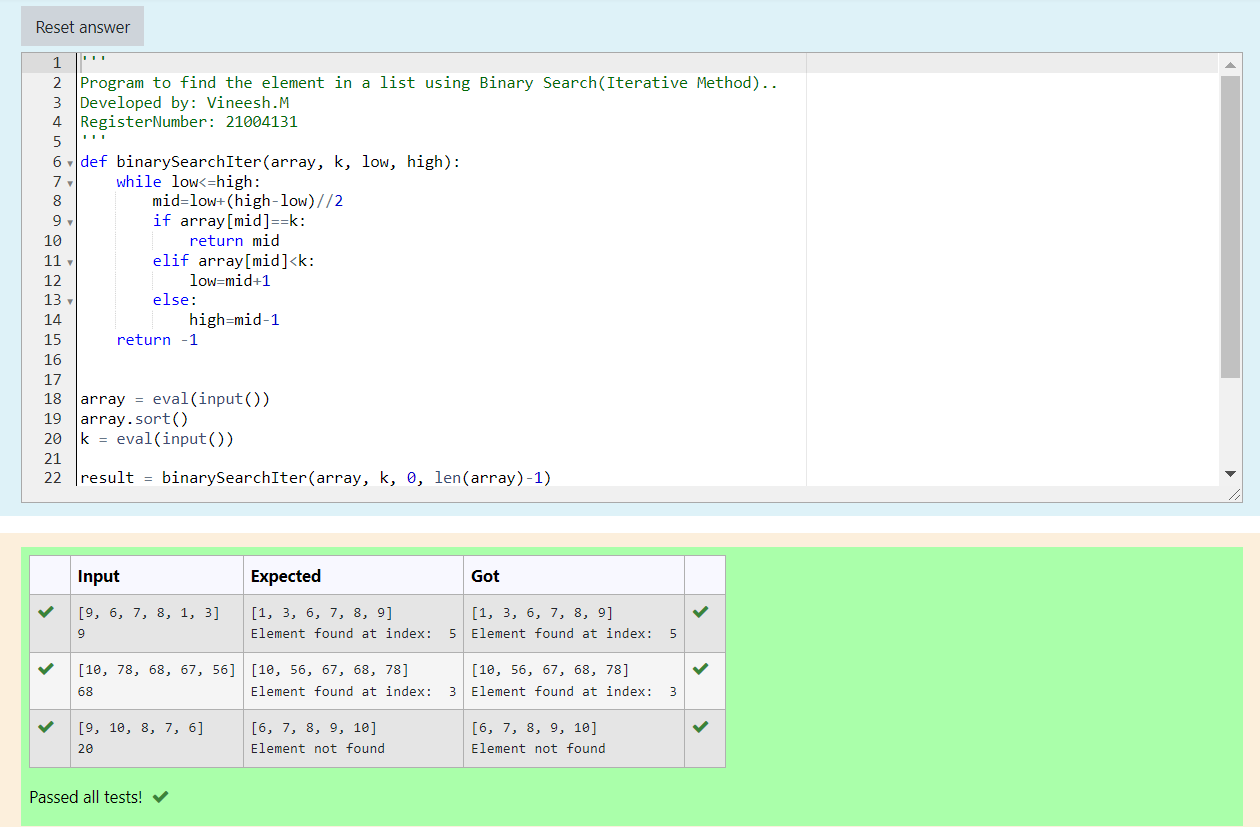 Reset answer
1 '''
2 Program to find the element in a list using Binary Search(Iterative Method)..
3 Developed by: Vineesh.M
4 RegisterNumber: 21004131
5 '''
6 def binarySearchIter(array, k, low, high):
7     while low<=high:
8         mid=low+(high-low)//2
9         if array[mid]==k:
10             return mid
11         elif array[mid]<k:
12             low=mid+1
13         else:
14             high=mid-1
15     return -1
16
17
18 array = eval(input())
19 array.sort()
20 k = eval(input())
21
22 result = binarySearchIter(array, k, 0, len(array)-1)
Input Expected Got
[9, 6, 7, 8, 1, 3] [1, 3, 6, 7, 8, 9] [1, 3, 6, 7, 8, 9]
9 Element found at index:  5 Element found at index:  5
[10, 78, 68, 67, 56] [10, 56, 67, 68, 78] [10, 56, 67, 68, 78]
68 Element found at index:  3 Element found at index:  3
[9, 10, 8, 7, 6] [6, 7, 8, 9, 10] [6, 7, 8, 9, 10]
20 Element not found Element not found
Passed all tests!